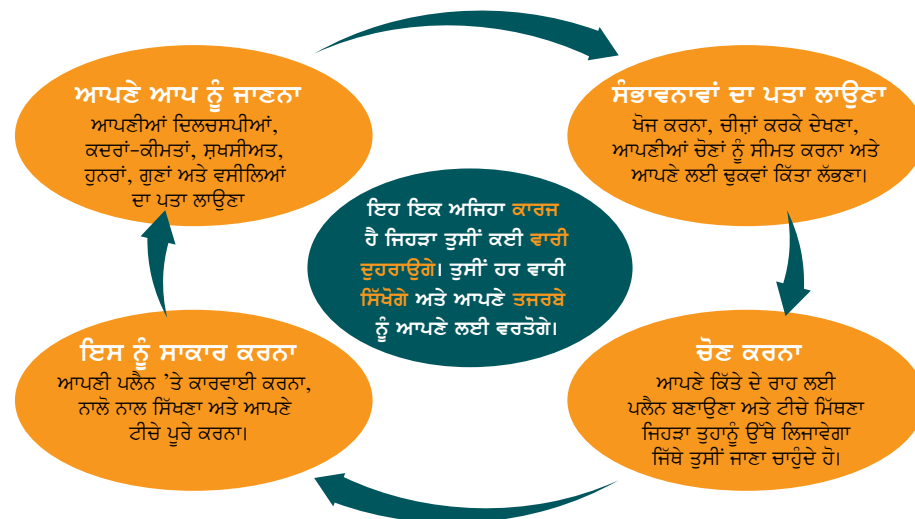 ਆਪਣੇ ਆਪ ਨੂੰ ਜਾਣਨਾ
ਆਪਣੀਆਂ ਦਿਲਚਸਪੀਆਂ,
ਕਦਰਾਂ-ਕੀਮਤਾਂ, ਸ਼ਖਸੀਅਤ,
ਹੁਨਰਾਂ, ਗੁਣਾਂ ਅਤੇ ਵਸੀਲਿਆਂ
ਦਾ ਪਤਾ ਲਾਉਣਾ
ਸੰਭਾਵਨਾਵਾਂ ਦਾ ਪਤਾ ਲਾਉਣਾ
ਖੋਜ ਕਰਨਾ, ਚੀਜ਼ਾਂ ਕਰਕੇ ਦੇਖਣਾ,
ਆਪਣੀਆਂ ਚੋਣਾਂ ਨੂੰ ਸੀਮਤ ਕਰਨਾ ਅਤੇ
ਆਪਣੇ ਲਈ ਢੁਕਵਾਂ ਕਿੱਤਾ ਲੱਭਣਾ।
ਇਹ ਇਕ ਅਜਿਹਾ ਕਾਰਜ
ਹੈ ਜਿਹੜਾ ਤੁਸੀਂ ਕਈ ਵਾਰੀ
ਦੁਹਰਾਉਗੇ। ਤੁਸੀਂ ਹਰ ਵਾਰੀ
ਸਿੱਖੋਗੇ ਅਤੇ ਆਪਣੇ ਤਜਰਬੇ
ਨੂੰ ਆਪਣੇ ਲਈ ਵਰਤੋਗੇ।
ਇਸ ਨੂੰ ਸਾਕਾਰ ਕਰਨਾ
ਆਪਣੀ ਪਲੈਨ 'ਤੇ ਕਾਰਵਾਈ ਕਰਨਾ,
ਨਾਲੋ ਨਾਲ ਸਿੱਖਣਾ ਅਤੇ ਆਪਣੇ
ਟੀਚੇ ਪੂਰੇ ਕਰਨਾ।
ਚੋਣ ਕਰਨਾ
ਆਪਣੇ ਕਿੱਤੇ ਦੇ ਰਾਹ ਲਈ
ਪਲੈਨ ਬਣਾਉਣਾ ਅਤੇ ਟੀਚੇ ਮਿੱਥਣਾ
ਜਿਹੜਾ ਤੁਹਾਨੂੰ ਉੱਥੇ ਲਿਜਾਵੇਗਾ
ਜਿੱਥੇ ਤੁਸੀਂ ਜਾਣਾ ਚਾਹੁੰਦੇ ਹੋ।